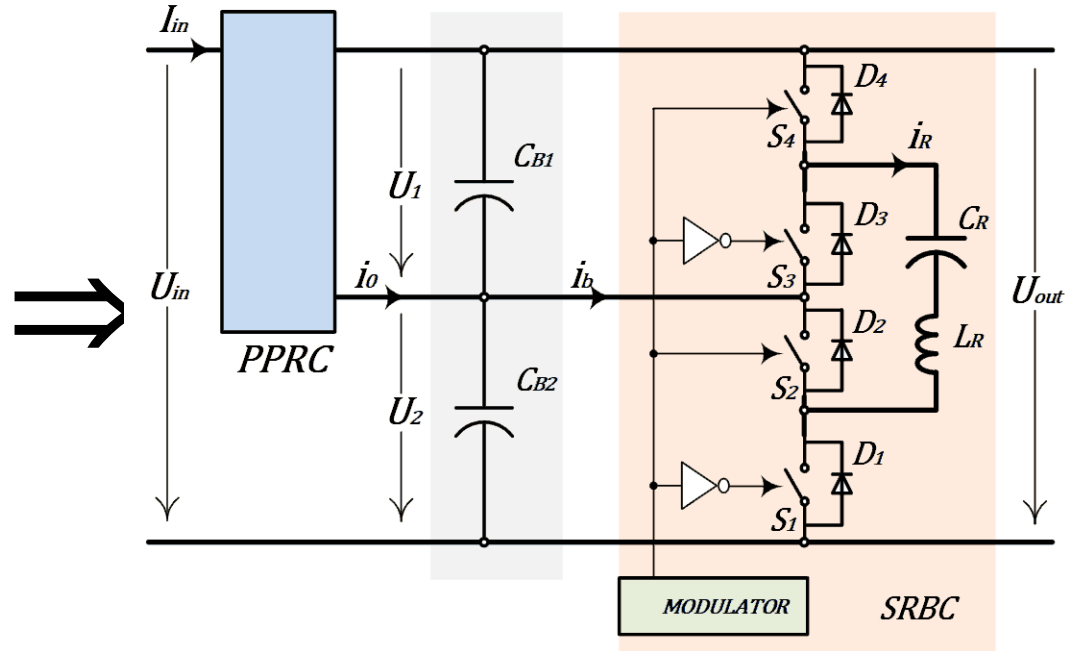 Iin
D4
S4
iR
CB1
U1
D3
CR
S3
Uin
i0
ib
Uout
D2
LR
PPRC
S2
CB2
U2
D1
S1
MODULATOR
SRBC